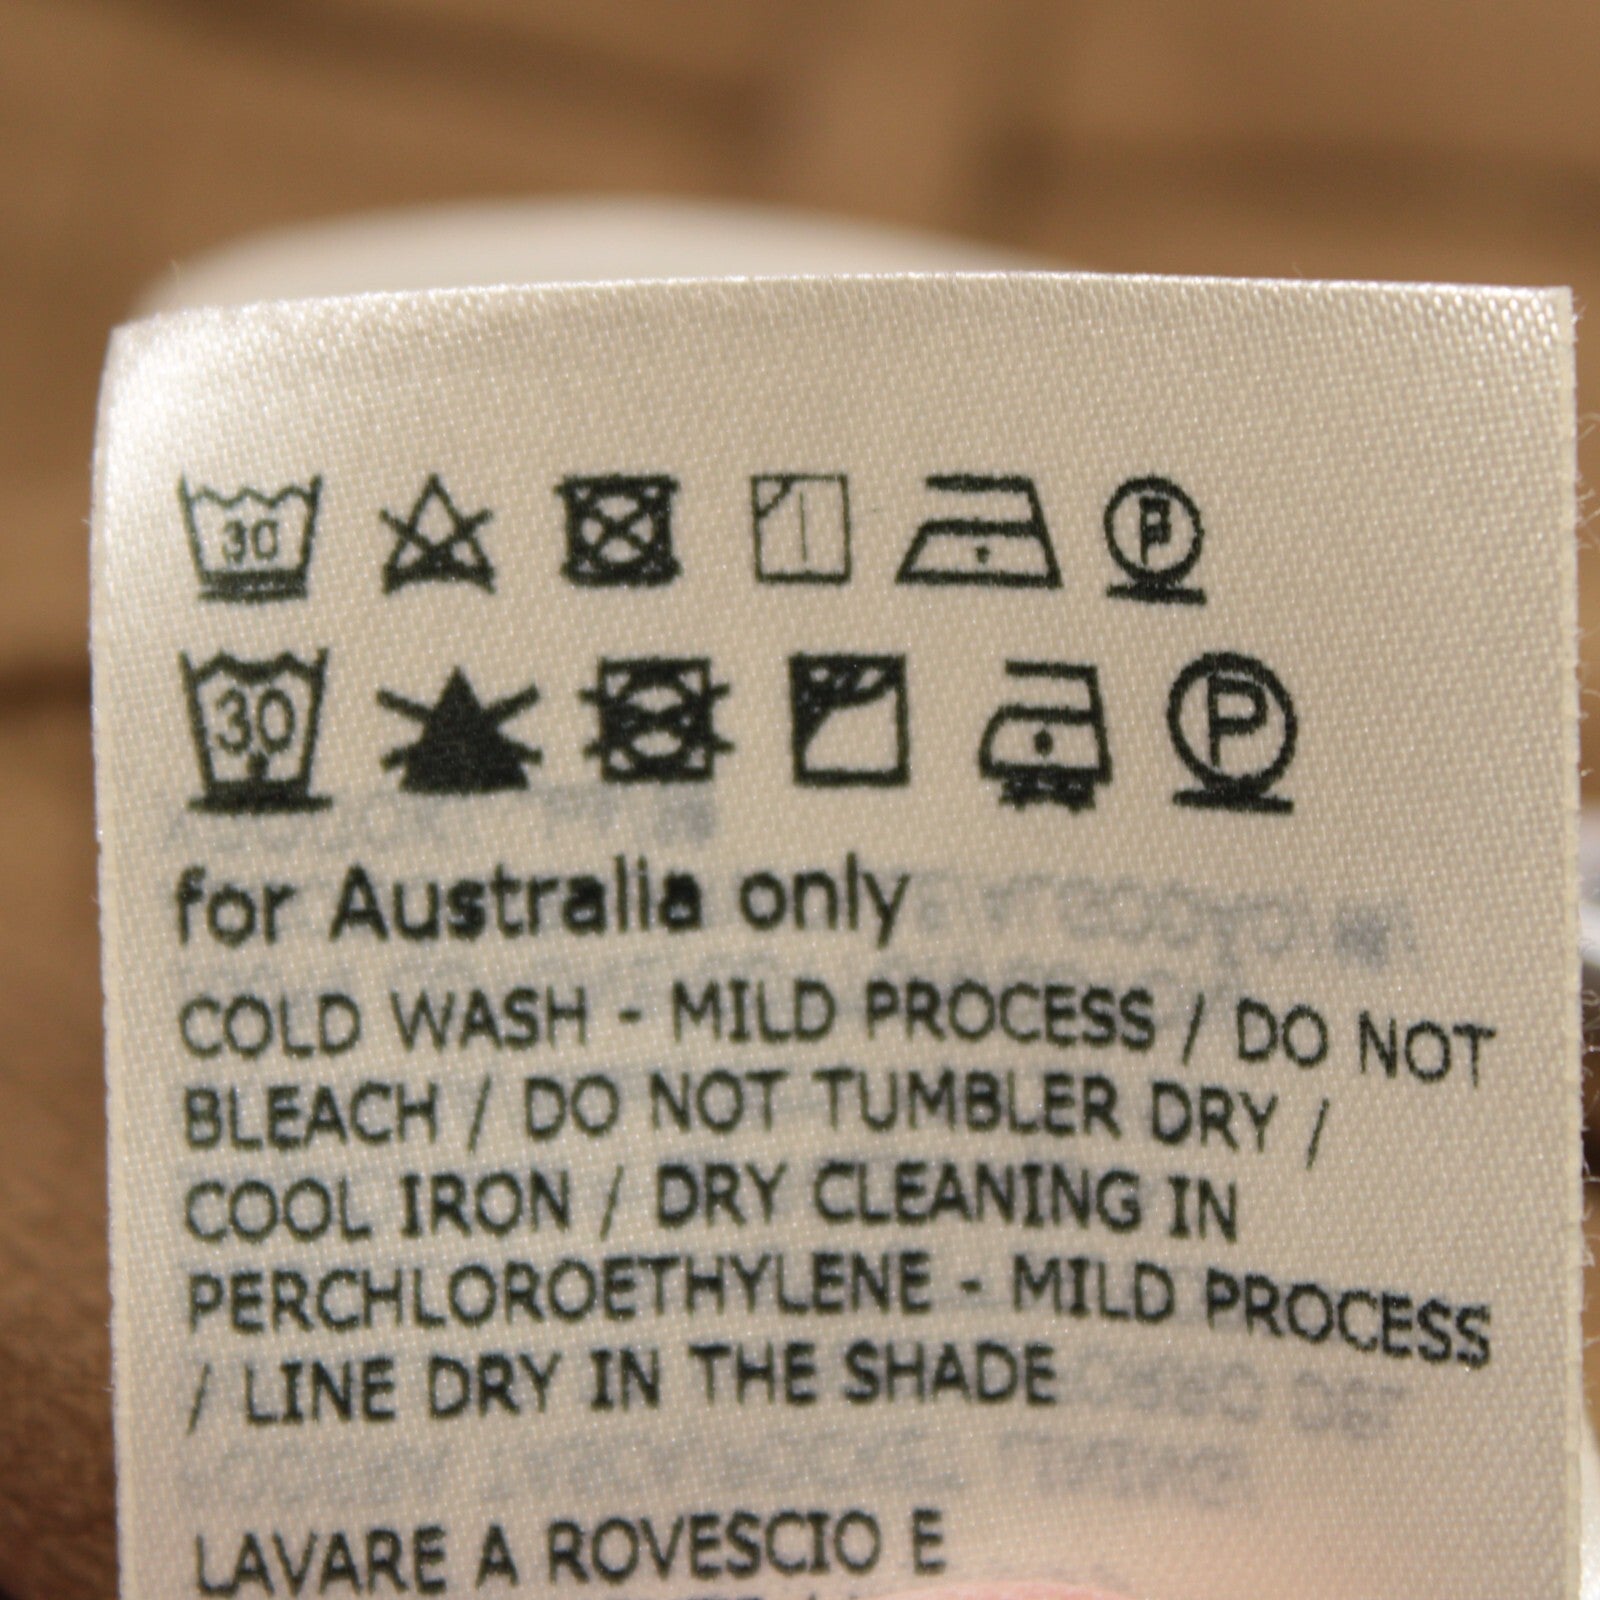 30
P
30
P
for Australia only
COLD WASH - MILD PROCESS / DO NOT
BLEACH / DO NOT TUMBLER DRY /
COOL IRON / DRY CLEANING IN
PERCHLOROETHYLENE - MILD PROCESS
/ LINE DRY IN THE SHADE
LAVARE A ROVESCIO E